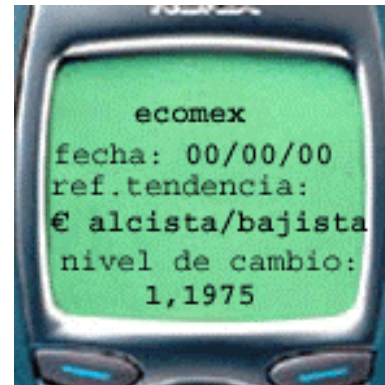 ecomex
fecha: 00/00/00
ref.tendencia:
€ alcista/bajista
nivel de cambio:
1,1975